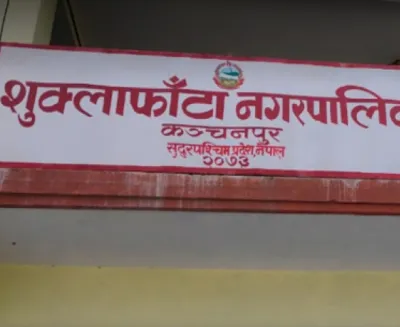 शुक्लाफाँटा नगरपालि
कञ्चनपुर
सुदुरपश्चिम प्रदेश, नेपाल
२०७३